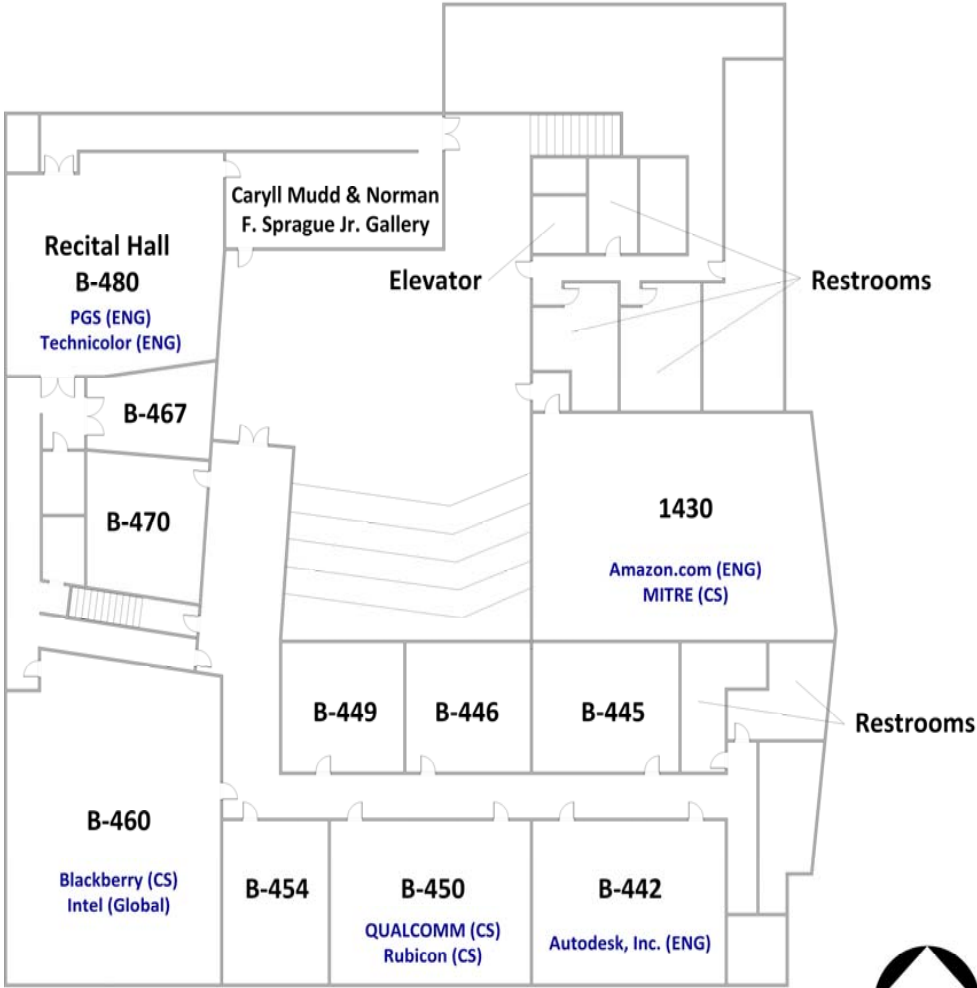 Caryll Mudd & Norman
F. Sprague Jr. Gallery
Recital Hall
B-480
PGS (ENG)
Technicolor (ENG)
Elevator
Restrooms
B-467
B-470
1430
Amazon.com (ENG)
MITRE (CS)
B-449
B-446
B-445
Restrooms
B-460
Blackberry (CS)
Intel (Global)
B-454
B-450
QUALCOMM (CS)
Rubicon (CS)
B-442
Autodesk, Inc. (ENG)